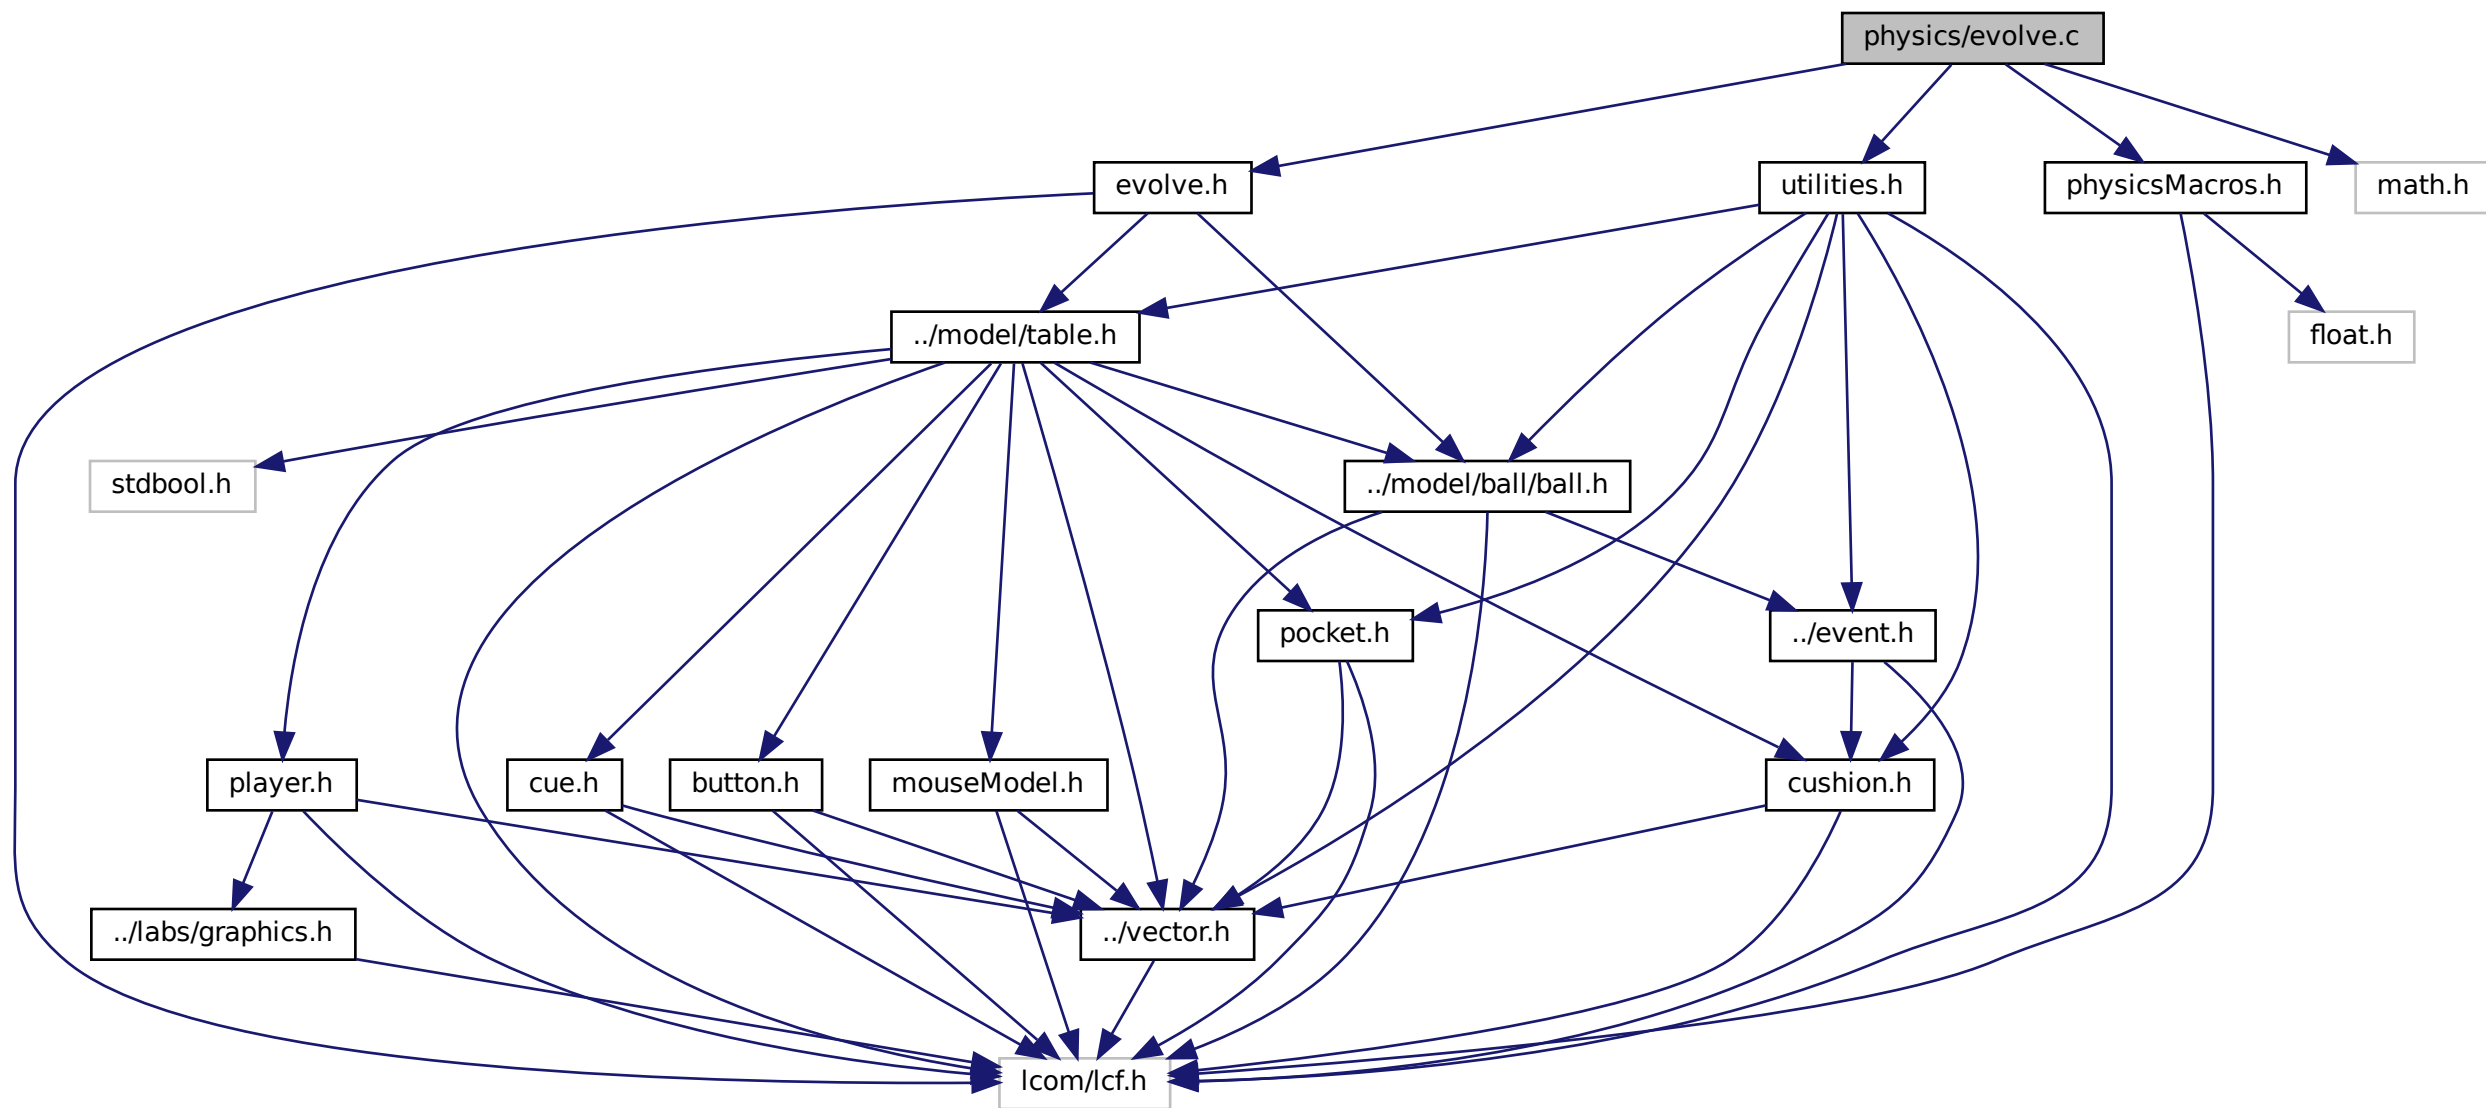 physics/evolve.c
evolve.h
utilities.h
physicsMacros.h
math.h
../model/table.h
float.h
stdbool.h
../model/ball/ball.h
pocket.h
../event.h
player.h
cue.h
button.h
mouseModel.h
cushion.h
../labs/graphics.h
../vector.h
lcom/lcf.h